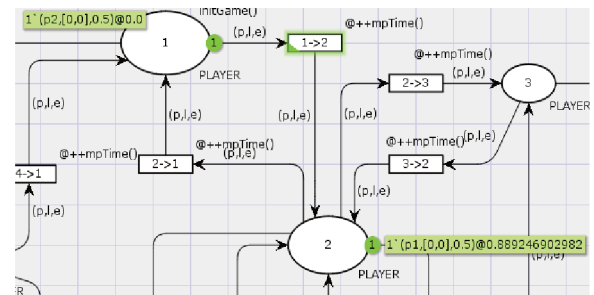 initGame()
1`(p2,[0,0],0.5)@0.0
@++mpTime()
(p,l,e)
1
1
1->2
@++mpTime()
PLAYER
2->3
(p,l,e)
3
PLAYER
(p,l,e)
(p,l,e)
(p,l,e)
(p,l,e)
@++mpTime()
@++mpTime()
(p,l,e)
@++mpTime()
(p,l,e)
4->1
2->1
3->2
(p,l,e)
(p,l,e)
(p,l,e)
2
1
1`(p1,[0,0],0.5)@0.889246902982
(p,l,e)
PLAYER
ER